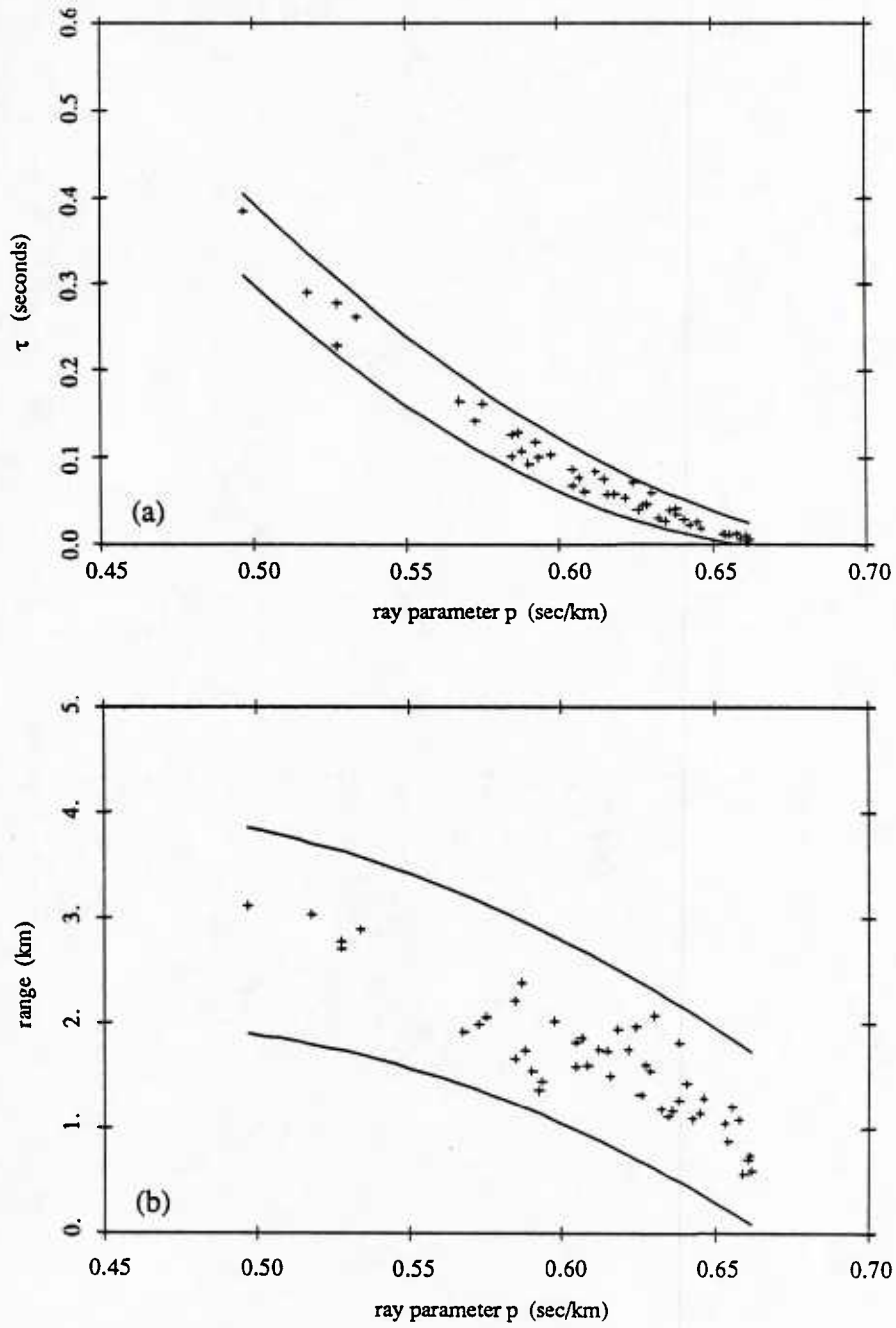 0.6
0.5
0.4
0.3
0.2
0.1
0.0
τ (seconds)
(a)
0.45 0.50 0.55 0.60 0.65 0.70
ray parameter p (sec/km)
5.
4.
3.
2.
1.
0.
range (km)
(b)
0.45 0.50 0.55 0.60 0.65 0.70
ray parameter p (sec/km)